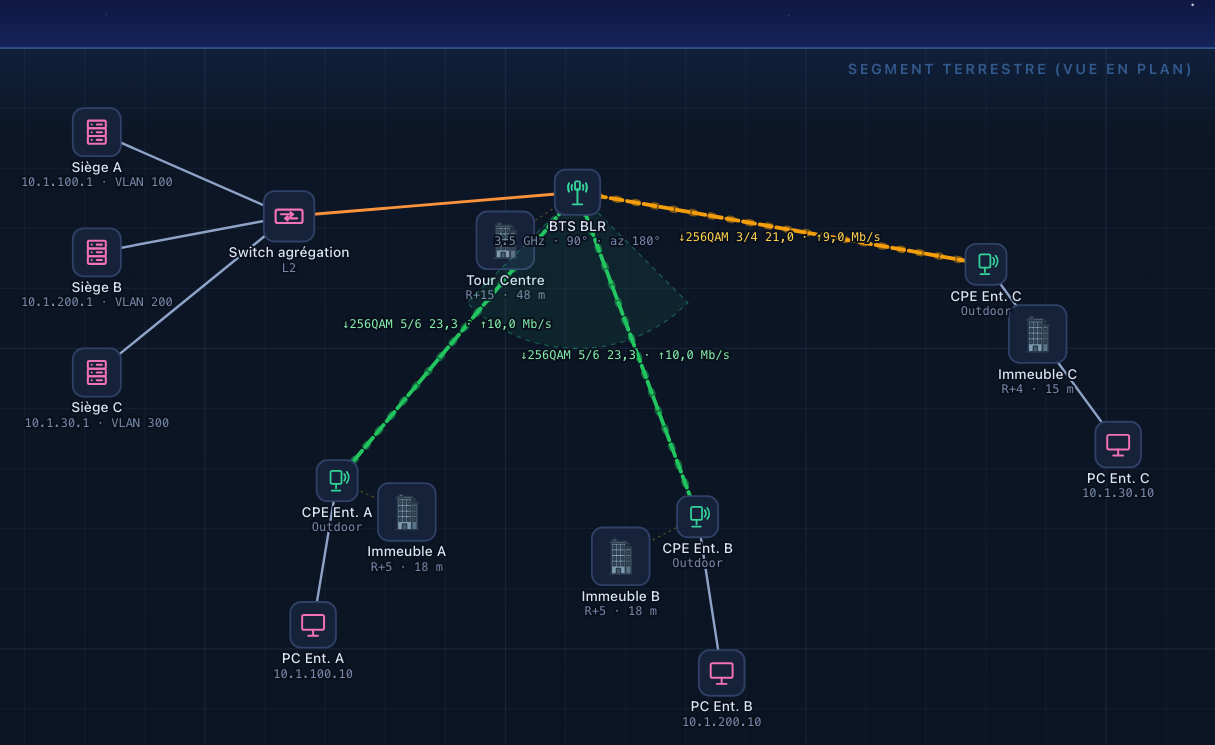 SEGMENT TERRESTRE (VUE EN PLAN)
Siège A
10.1.100.1 · VLAN 100
Siège B
10.1.200.1 · VLAN 200
Siège C
10.1.30.1 · VLAN 300
Switch agrégation
L2
BTS BLR
3.5 GHz · 90° · az 180°
Tour Centre
R+15 · 48 m
↓256QAM 3/4 21,0 · ↑9,0 Mb/s
↓256QAM 5/6 23,3 · ↑10,0 Mb/s
↓256QAM 5/6 23,3 · ↑10,0 Mb/s
CPE Ent. C
Outdoor
Immeuble C
R+4 · 15 m
PC Ent. C
10.1.30.10
CPE Ent. A
Outdoor
Immeuble A
R+5 · 18 m
PC Ent. A
10.1.100.10
CPE Ent. B
Outdoor
Immeuble B
R+5 · 18 m
PC Ent. B
10.1.200.10